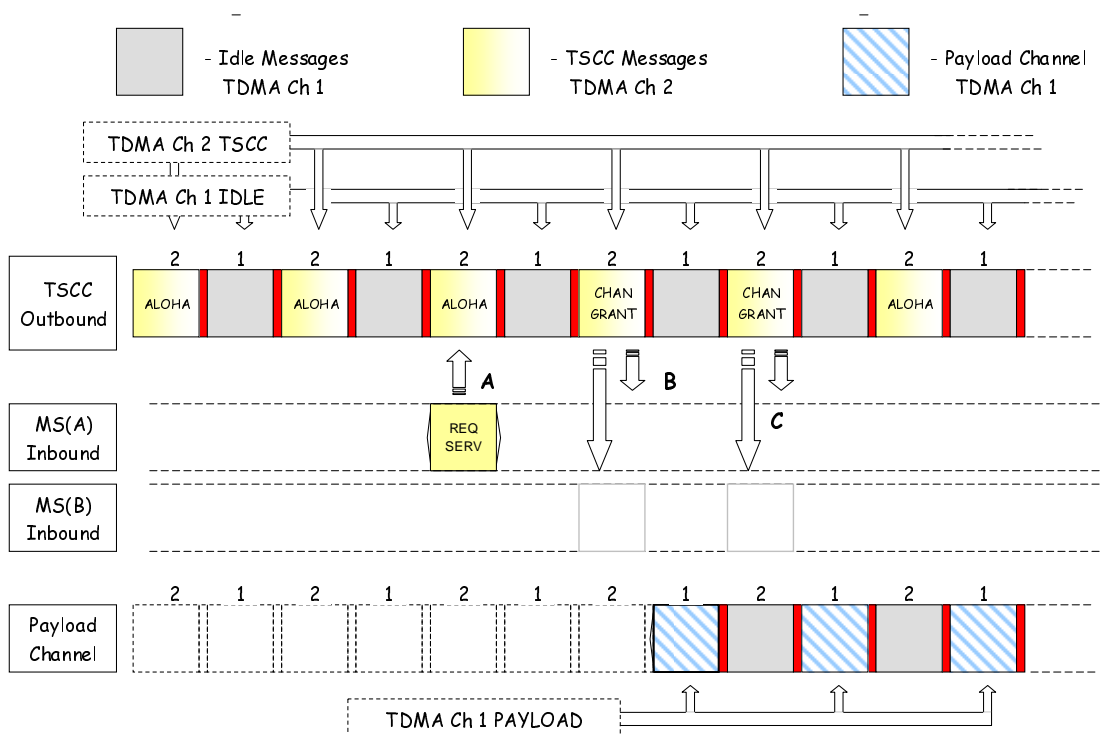 - Idle Messages
TDMA Ch 1
- TSCC Messages
TDMA Ch 2
- Payload Channel
TDMA Ch 1
TDMA Ch 2 TSCC
TDMA Ch 1 IDLE
2 1 2 1 2 1 2 1 2 1 2 1
TSCC
Outbound
ALOHA
ALOHA
ALOHA
CHAN
GRANT
CHAN
GRANT
ALOHA
A
B
C
MS(A)
Inbound
REQ
SERV
MS(B)
Inbound
2 1 2 1 2 1 2 1 2 1 2 1
Payload
Channel
TDMA Ch 1 PAYLOAD